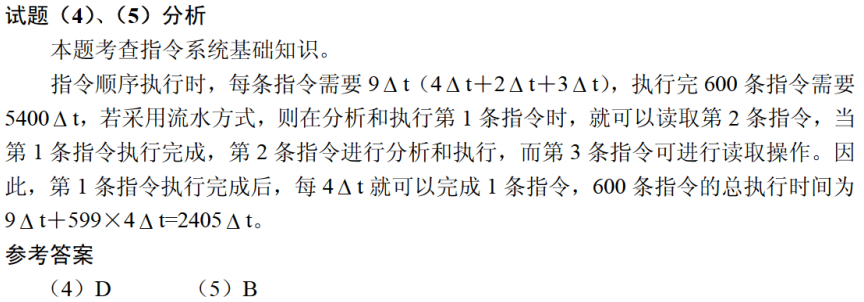 试题（4）、（5）分析
本题考查指令系统基础知识。
指令顺序执行时，每条指令需要 9Δt（4Δt＋2Δt＋3Δt），执行完 600 条指令需要
5400Δt，若采用流水方式，则在分析和执行第 1 条指令时，就可以读取第 2 条指令，当
第 1 条指令执行完成，第 2 条指令进行分析和执行，而第 3 条指令可进行读取操作。因
此，第 1 条指令执行完成后，每 4Δt 就可以完成 1 条指令，600 条指令的总执行时间为
9Δt＋599×4Δt=2405Δt。
参考答案
（4）D （5）B